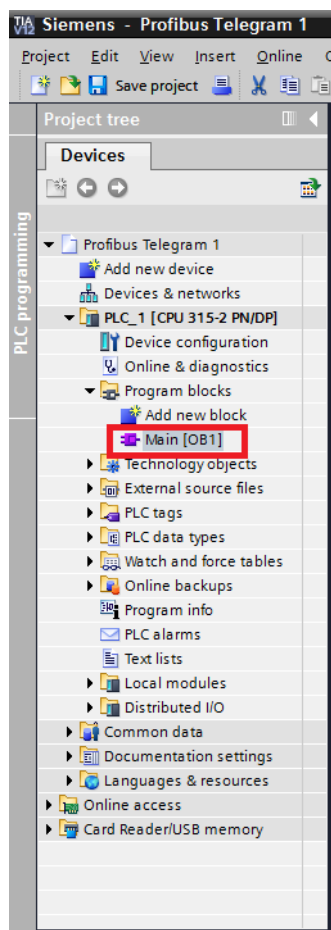 TIA V12 Siemens - Profibus Telegram 1
Project Edit View Insert Online
Save project
Project tree
Devices
PLC programming
Profibus Telegram 1
Add new device
Devices & networks
PLC_1 [CPU 315-2 PN/DP]
Device configuration
Online & diagnostics
Program blocks
Add new block
Main [OB1]
Technology objects
External source files
PLC tags
PLC data types
Watch and force tables
Online backups
Program info
PLC alarms
Text lists
Local modules
Distributed I/O
Common data
Documentation settings
Languages & resources
Online access
Card Reader/USB memory